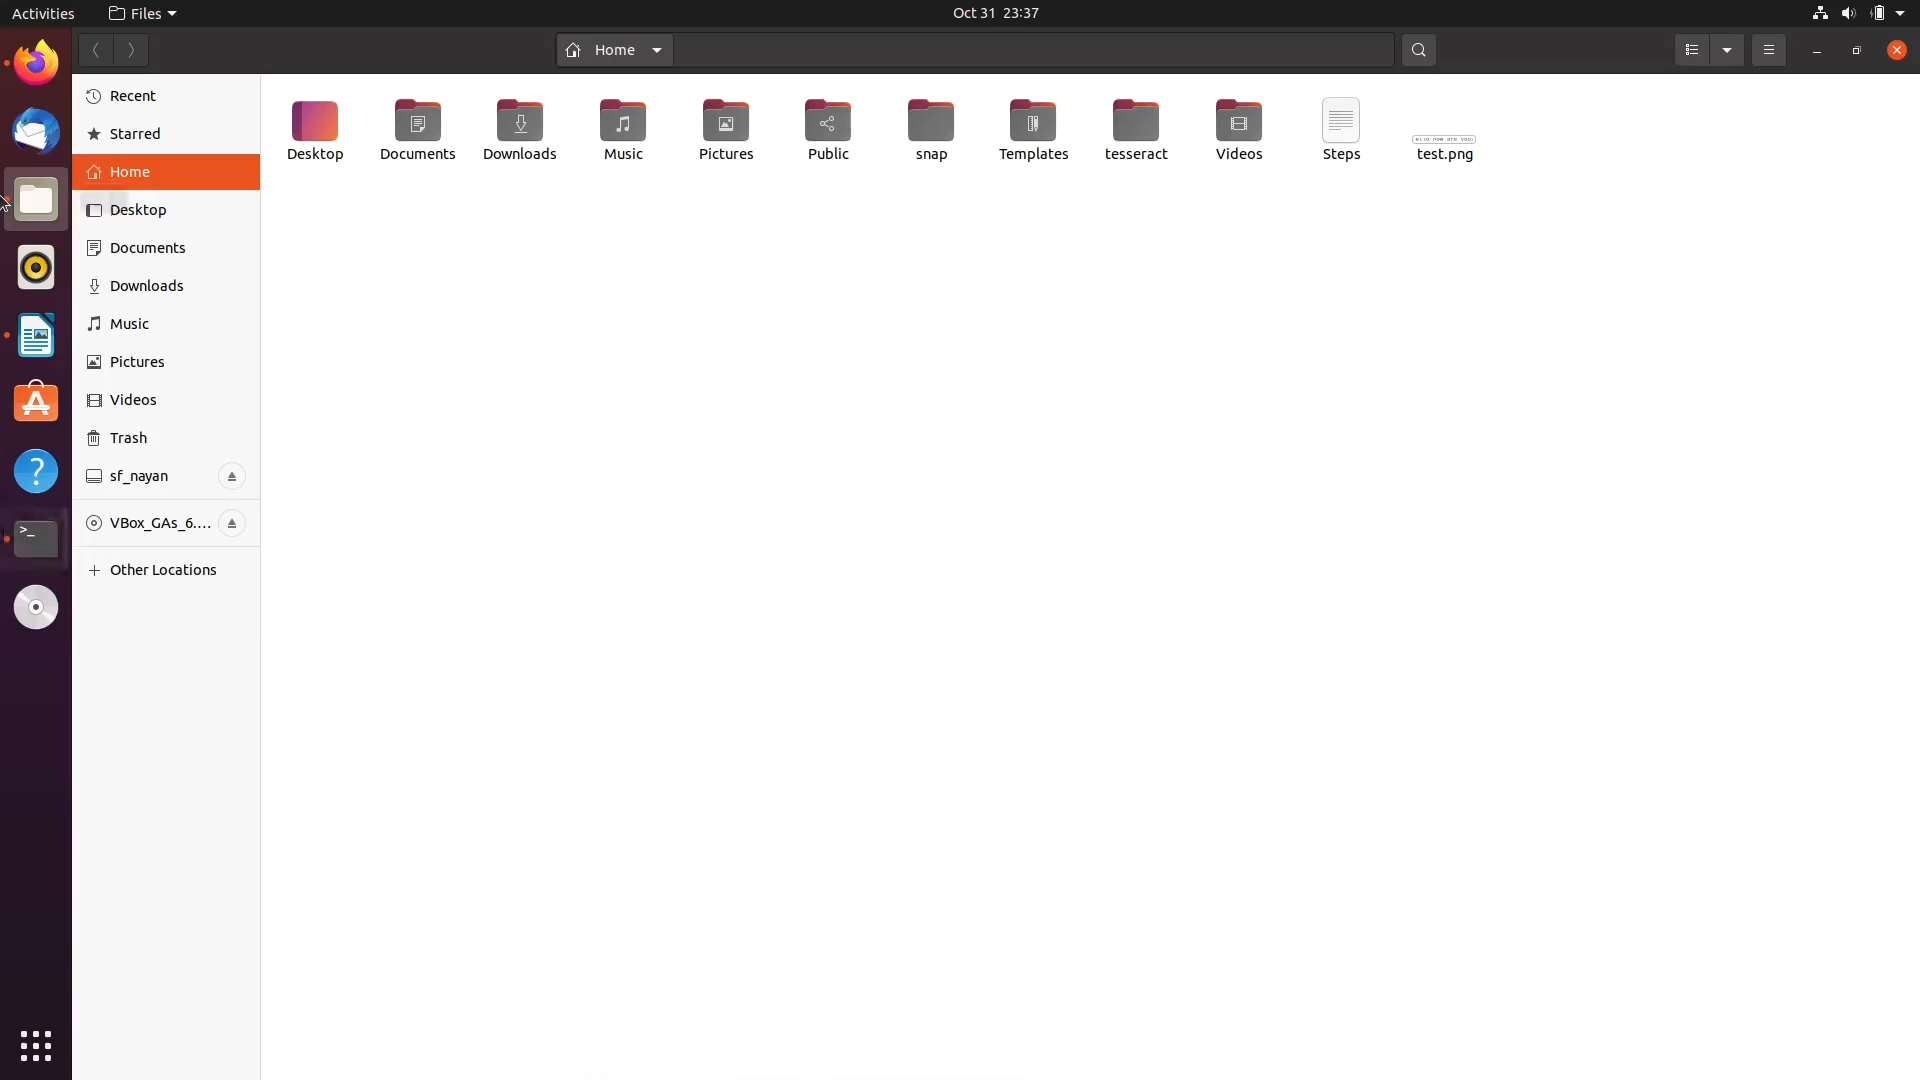 Activities Files Oct 31 23:37
Home
Recent
Starred
Home
Desktop
Documents
Downloads
Music
Pictures
Videos
Trash
sf_nayan
VBox_GAs_6....
Other Locations
Desktop Documents Downloads Music Pictures Public snap Templates tesseract Videos Steps test.png
>_